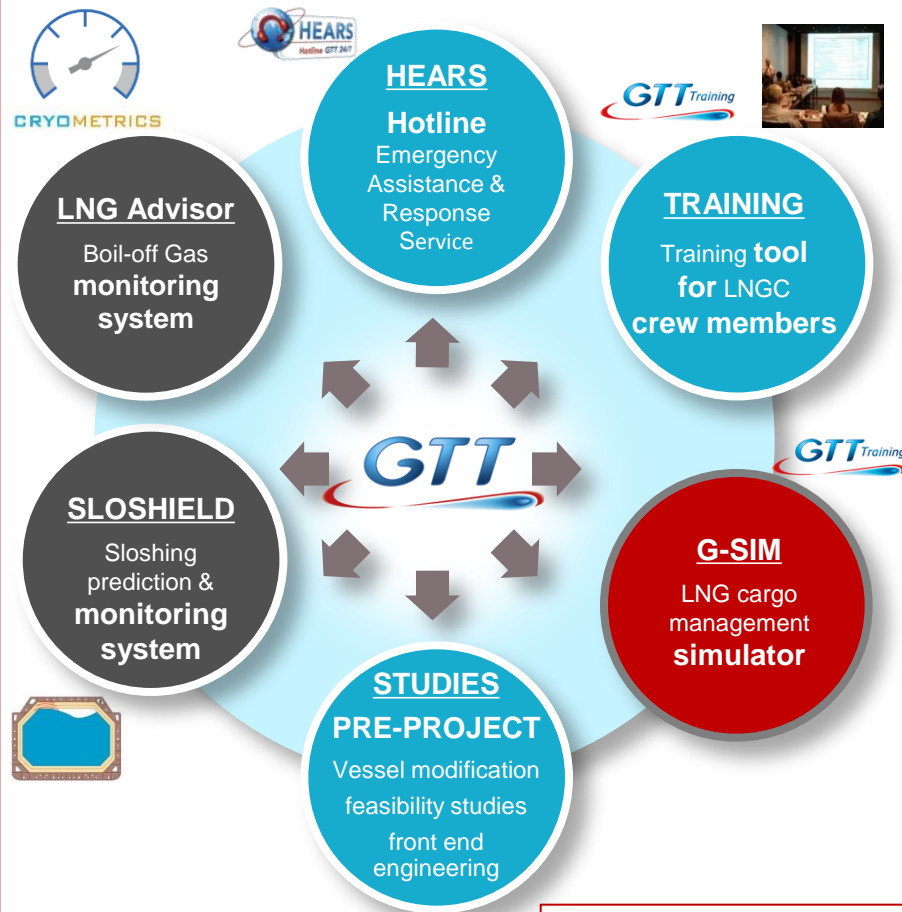 CRYOMETRICS
HEARS
Hotline GTT 24/7
HEARS
Hotline
Emergency
Assistance &
Response
Service
GTT Training
TRAINING
Training tool
for LNGC
crew members
LNG Advisor
Boil-off Gas
monitoring
system
GTT
GTT Training
SLOSHIELD
Sloshing
prediction &
monitoring
system
G-SIM
LNG cargo
management
simulator
STUDIES
PRE-PROJECT
Vessel modification
feasibility studies
front end
engineering